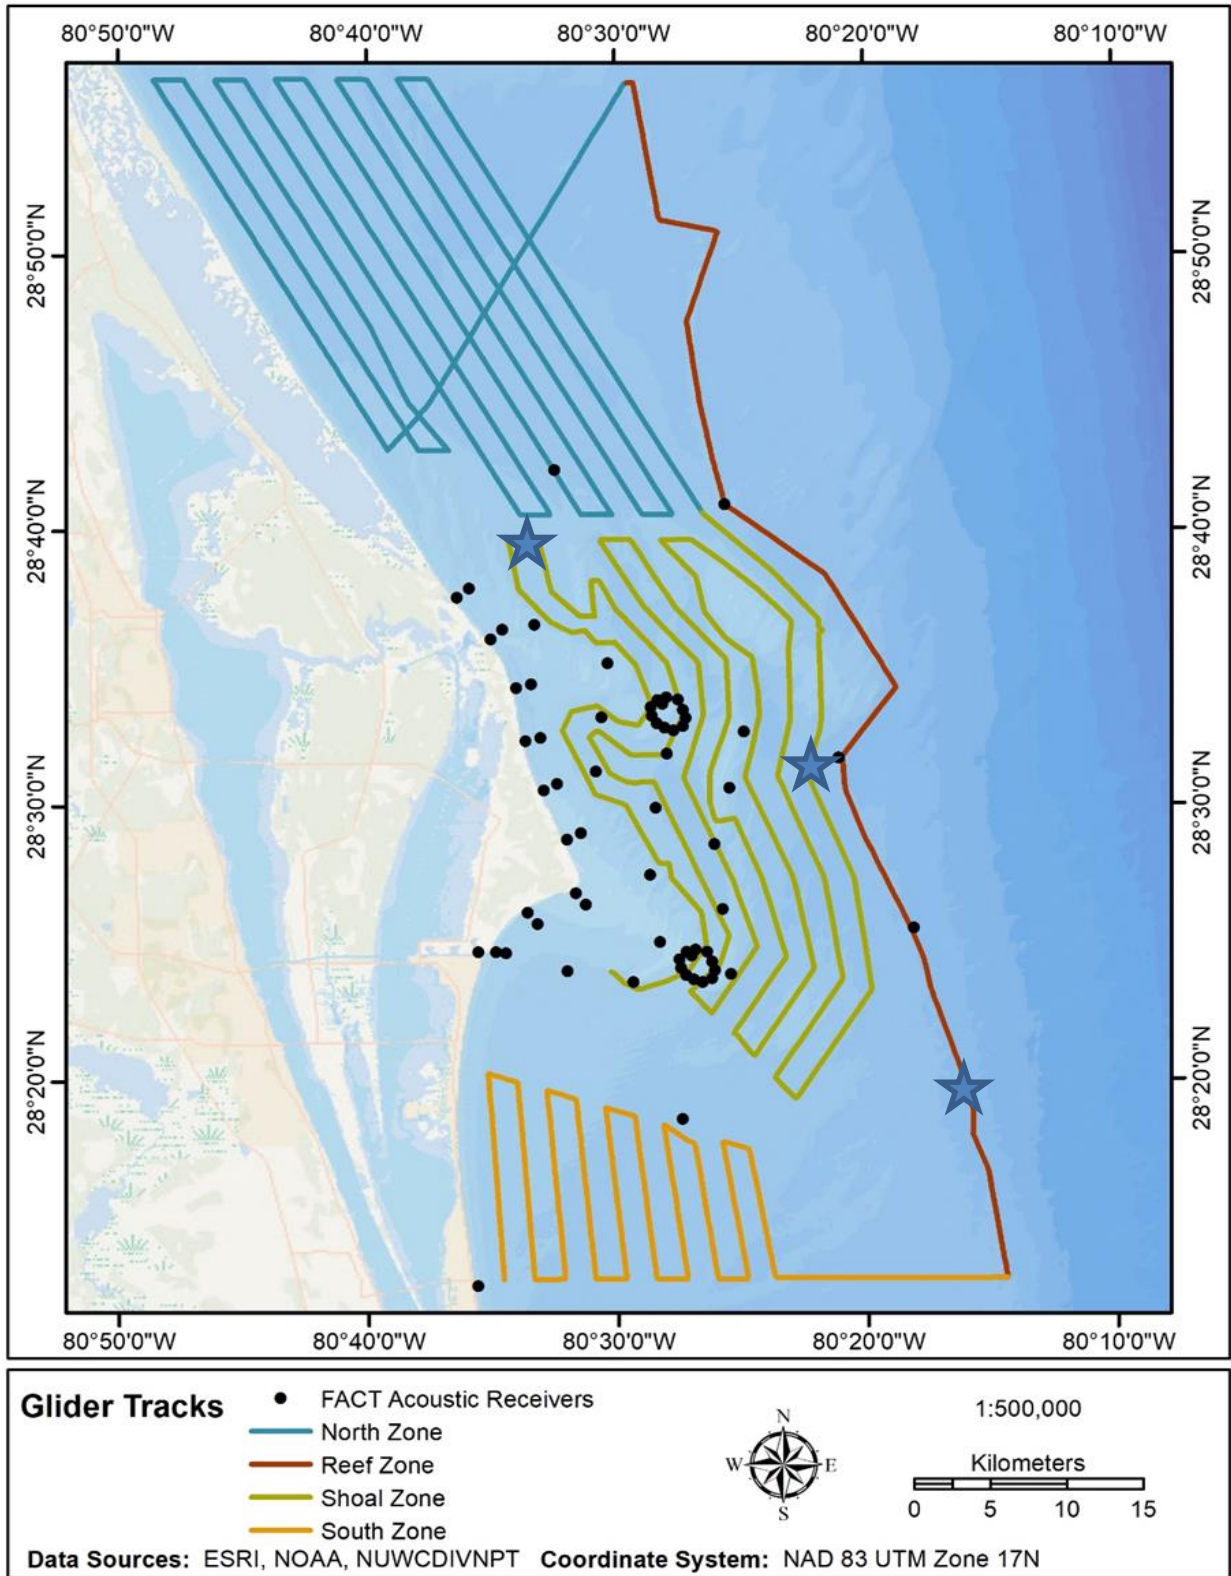 80°50'0"W 80°40'0"W 80°30'0"W 80°20'0"W 80°10'0"W
28°50'0"N 28°50'0"N
28°40'0"N 28°40'0"N
28°30'0"N 28°30'0"N
28°20'0"N 28°20'0"N
80°50'0"W 80°40'0"W 80°30'0"W 80°20'0"W 80°10'0"W
Glider Tracks
FACT Acoustic Receivers
North Zone
Reef Zone
Shoal Zone
South Zone
N
W E
S
1:500,000
Kilometers
0 5 10 15
Data Sources: ESRI, NOAA, NUWCDIVNPT Coordinate System: NAD 83 UTM Zone 17N